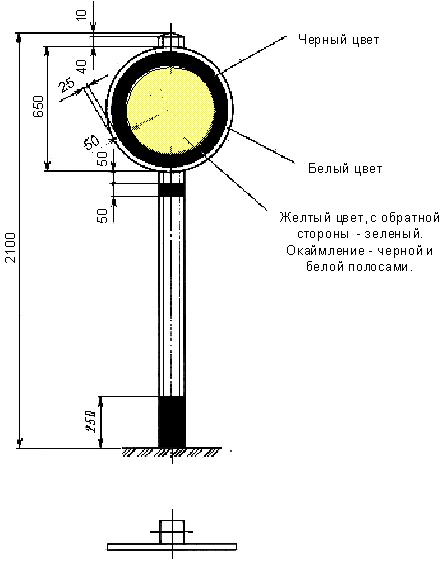 10
40
Черный цвет
25
650
50
50
Белый цвет
50
Желтый цвет, с обратной
стороны - зеленый.
Окаймление - черной и
белой полосами.
2100
250